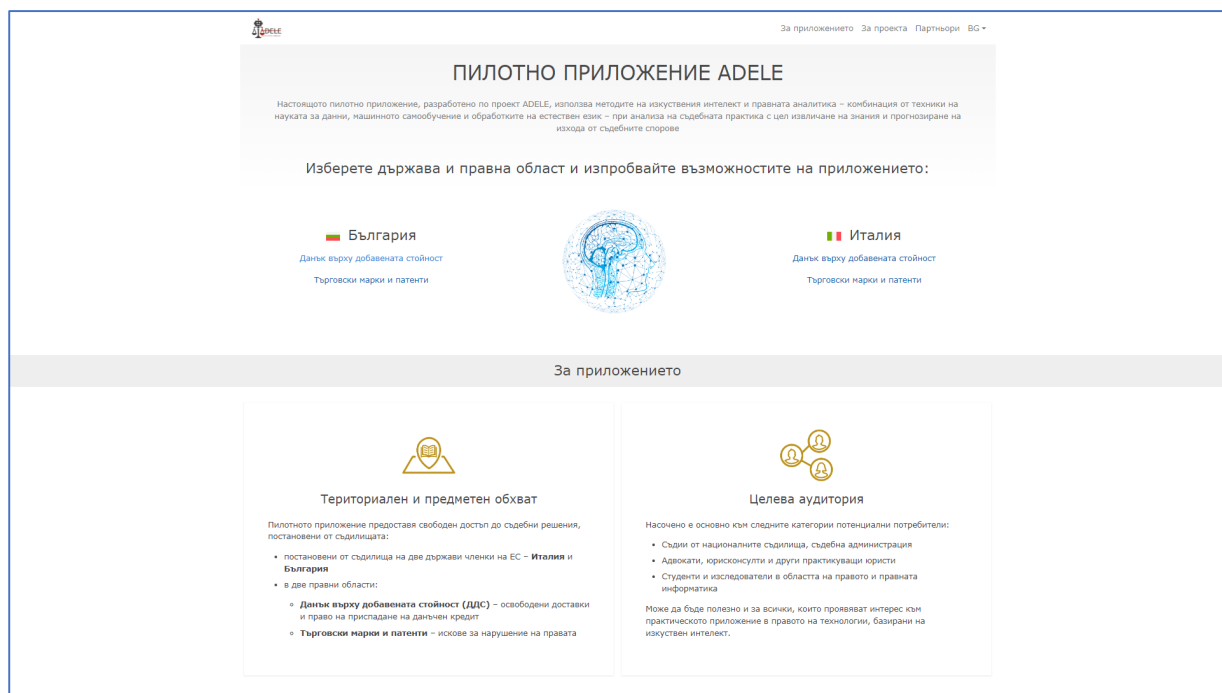 ADELE
За приложението За проекта Партньори BG
ПИЛОТНО ПРИЛОЖЕНИЕ ADELE
Настоящото пилотно приложение, разработено по проект ADELE, използва методите на изкуствения интелект и правната аналитика – комбинация от техники на
науката за данни, машинното самообучение и обработките на естествен език – при анализа на съдебната практика с цел извличане на знания и прогнозиране на
изхода от съдебните спорове
Изберете държава и правна област и изпробвайте възможностите на приложението:
България
Данък върху добавената стойност
Търговски марки и патенти
Италия
Данък върху добавената стойност
Търговски марки и патенти
За приложението
Териториален и предметен обхват
Пилотното приложение предоставя свободен достъп до съдебни решения,
постановени от съдилищата:
• постановени от съдилища на две държави членки на ЕС – Италия и
България
• в две правни области:
◦ Данък върху добавената стойност (ДДС) – освободени доставки
и право на приспадане на данъчен кредит
◦ Търговски марки и патенти – искове за нарушение на правата
Целева аудитория
Насочено е основно към следните категории потенциални потребители:
• Съдии от националните съдилища, съдебна администрация
• Адвокати, юрисконсулти и други практикуващи юристи
• Студенти и изследователи в областта на правото и правната
информатика
Може да бъде полезно и за всички, които проявяват интерес към
практическото приложение в правото на технологии, базирани на
изкуствен интелект.